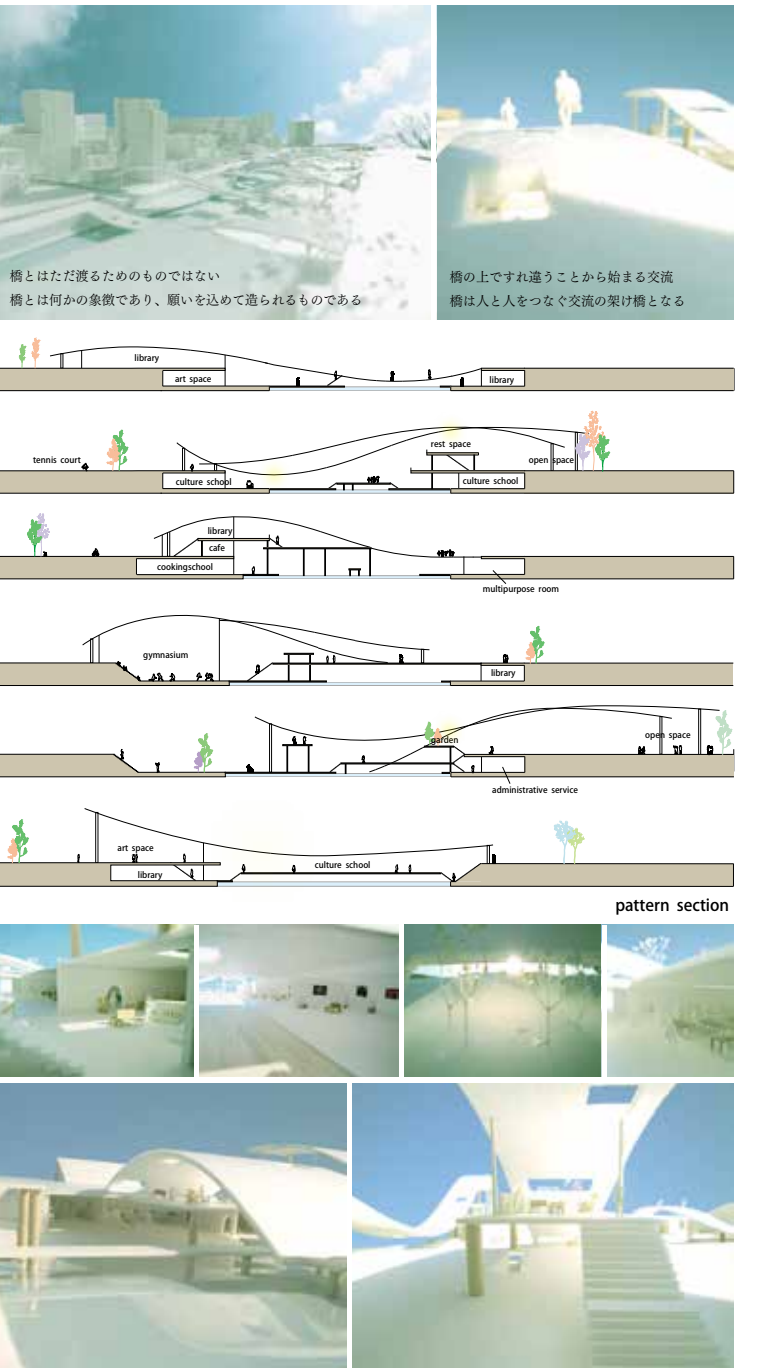 橋とはただ渡るためのものではない
橋とは何かの象徴であり、願いを込めて造られるものである
橋の上ですれ違うことから始まる交流
橋は人と人をつなぐ交流の架け橋となる
library
art space
library
tennis court
rest space
open space
culture school
culture school
library
cafe
cookingschool
multipurpose room
gymnasium
library
garden
open space
administrative service
art space
culture school
library
pattern section